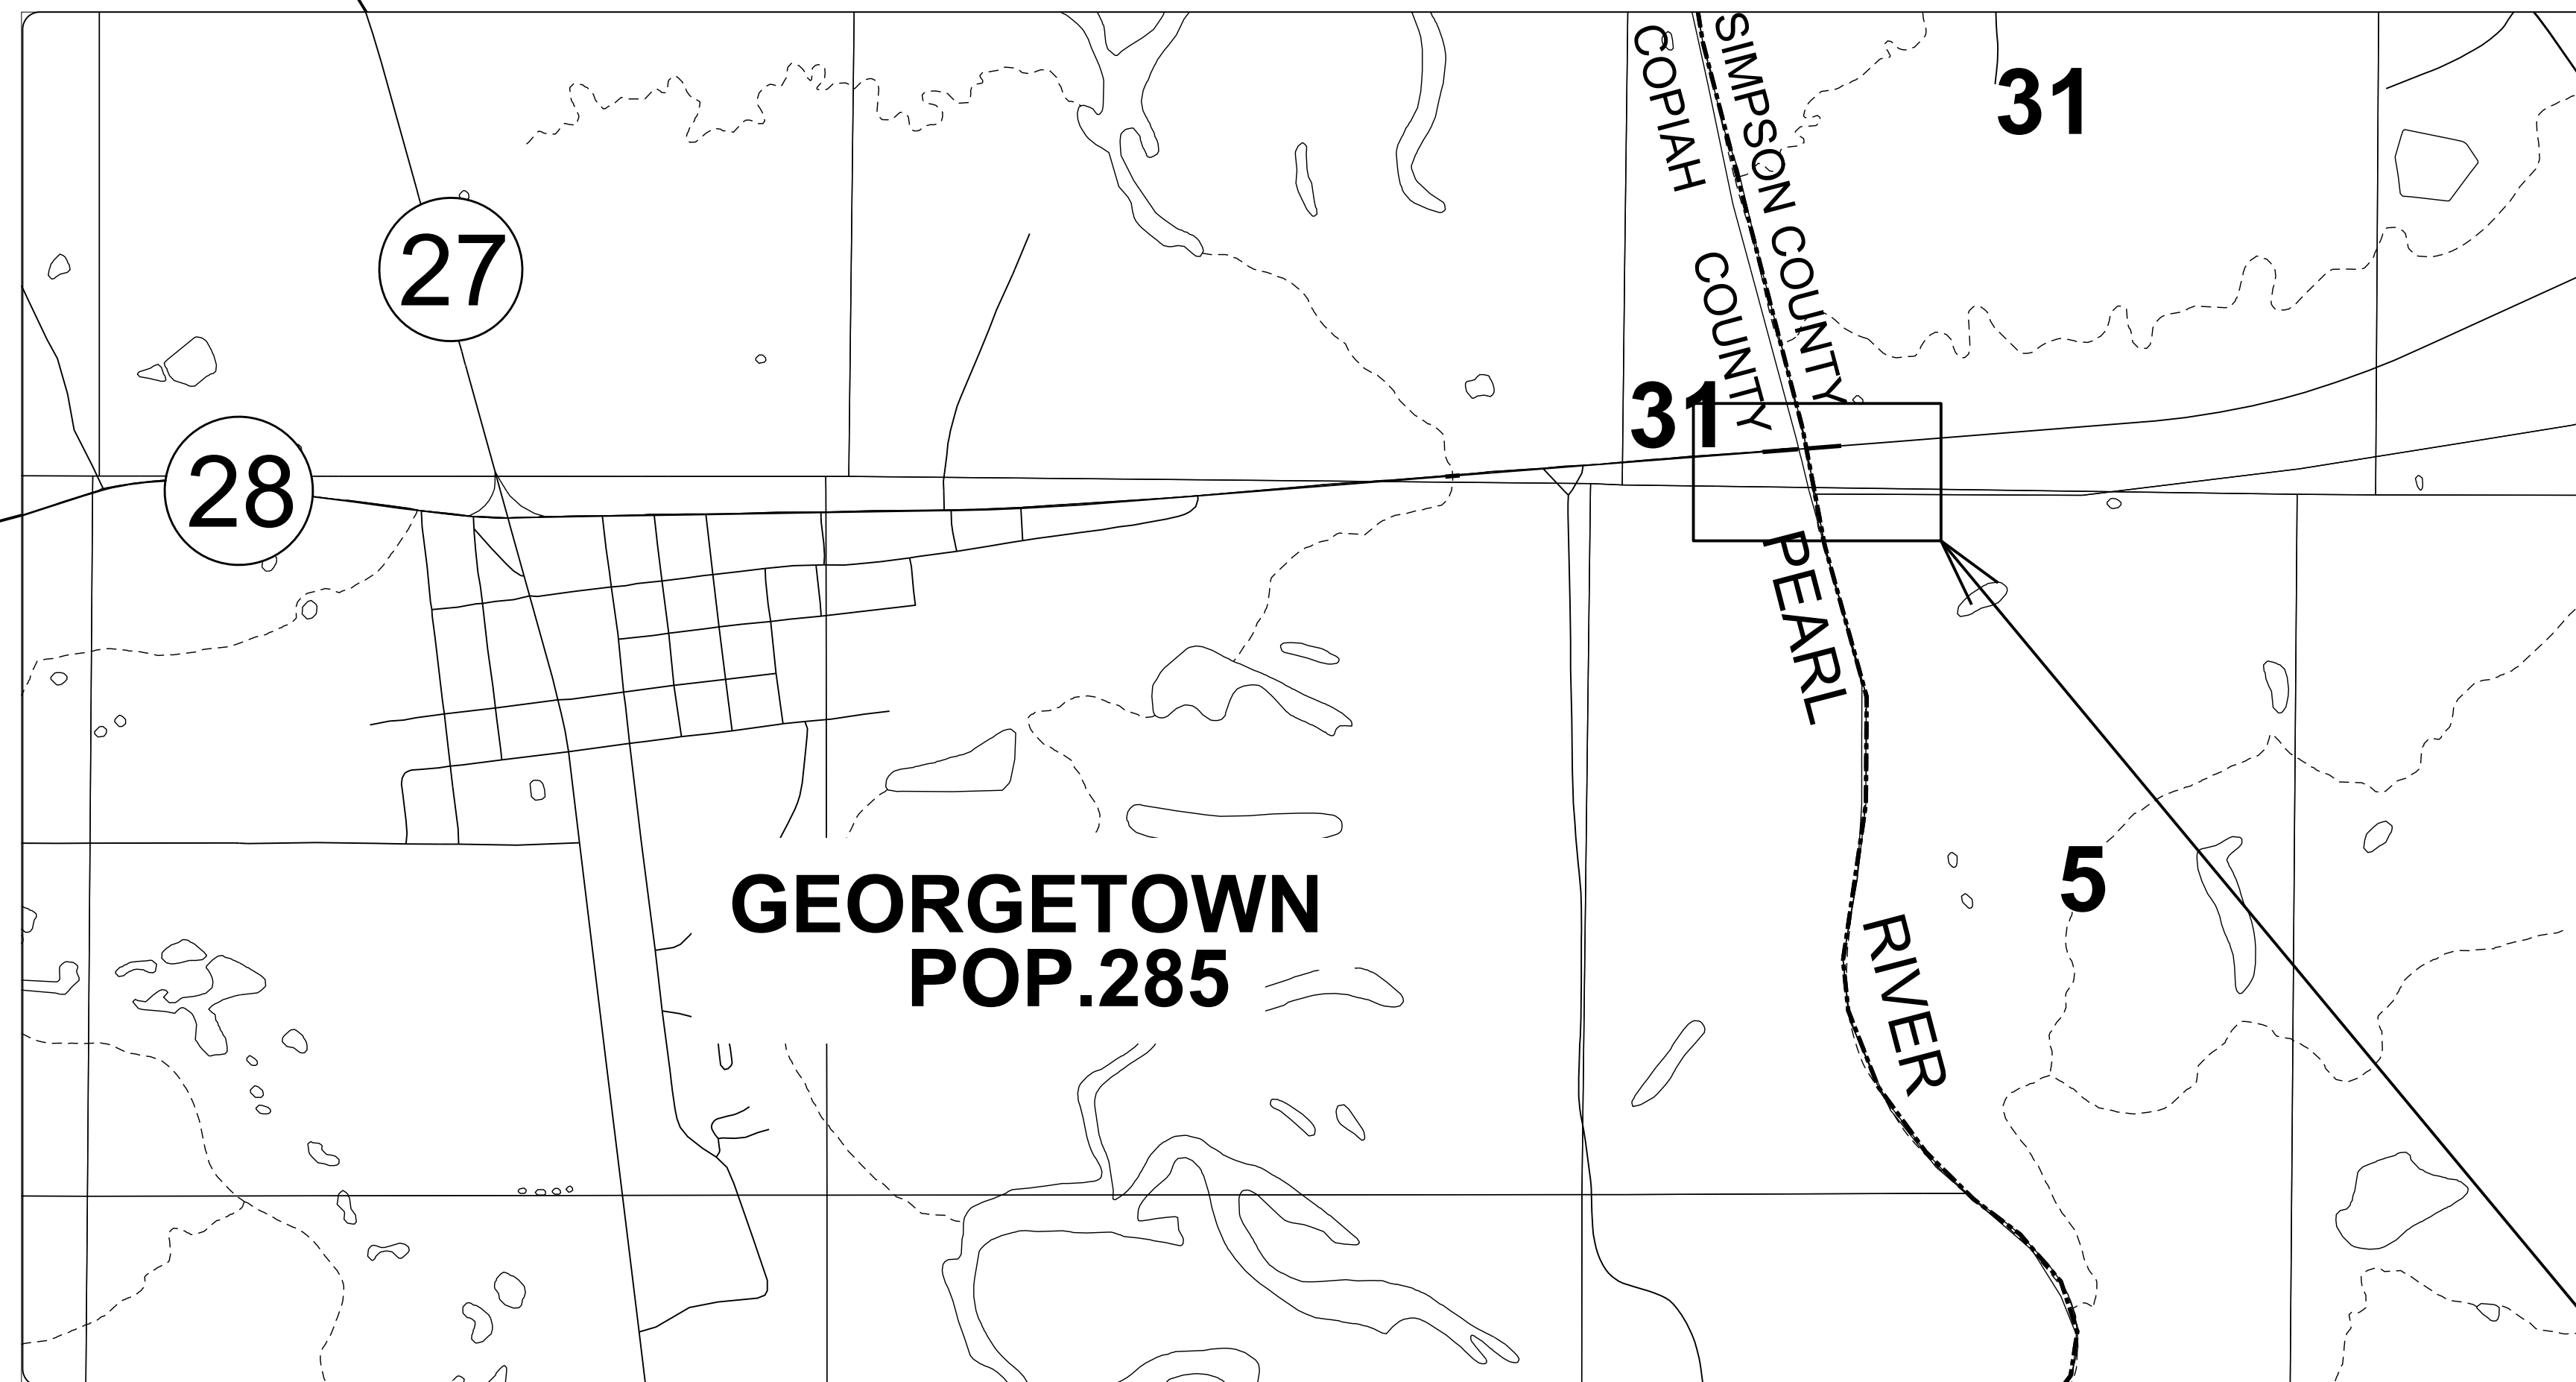 SIMPSON COUNTY
COPIAH COUNTY
31
27
31
28
PEARL RIVER
5
GEORGETOWN
POP.285